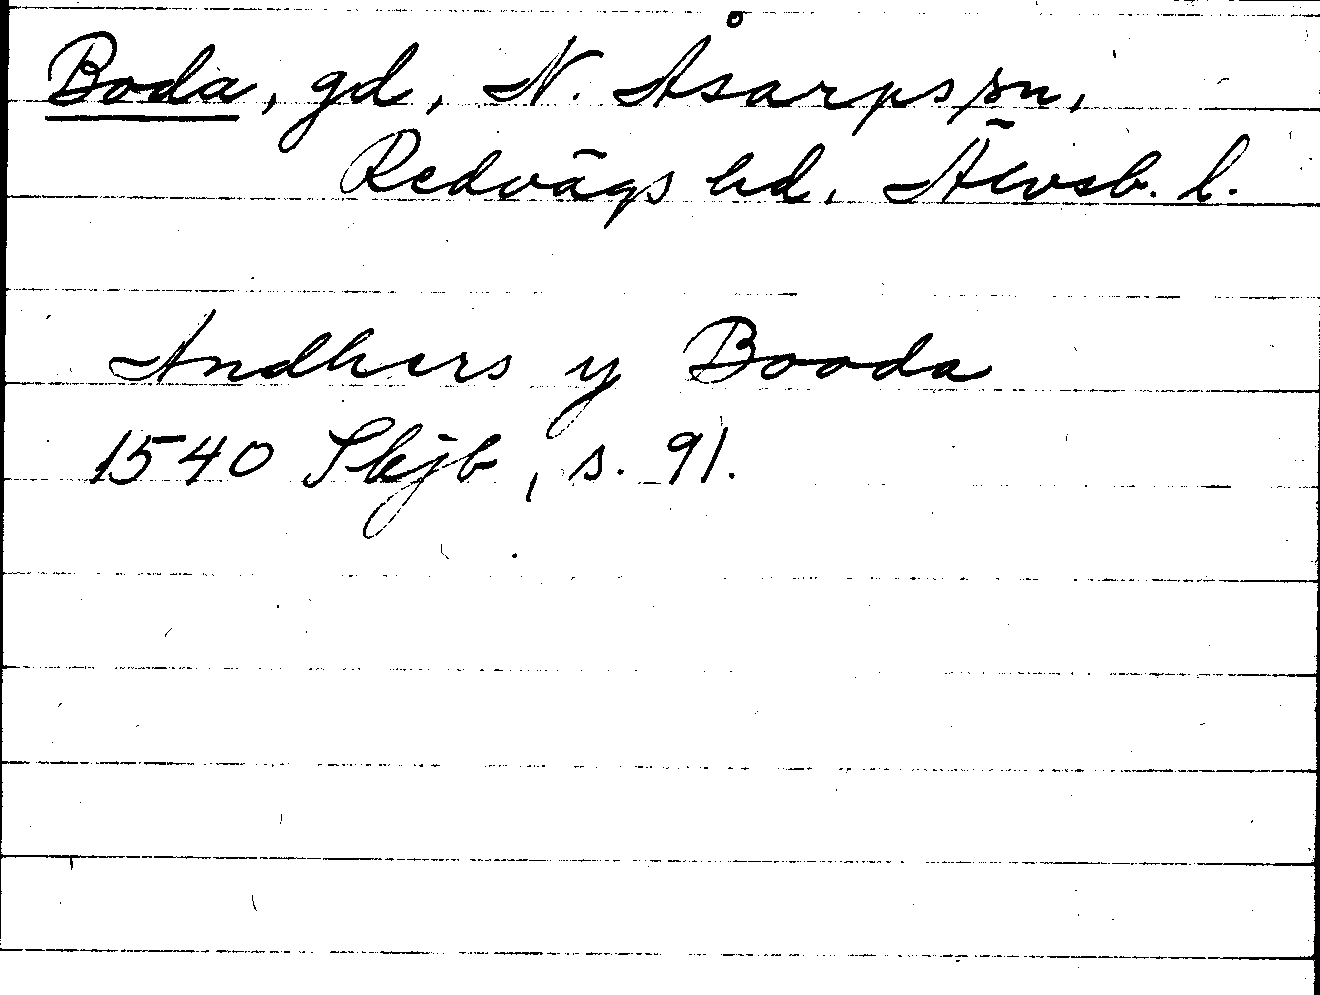 Boda, gd, N. Åsarps sn,
Redvägs hd, Älvsb. l.
Andhers y Booda
1540 Skjb, s. 91.